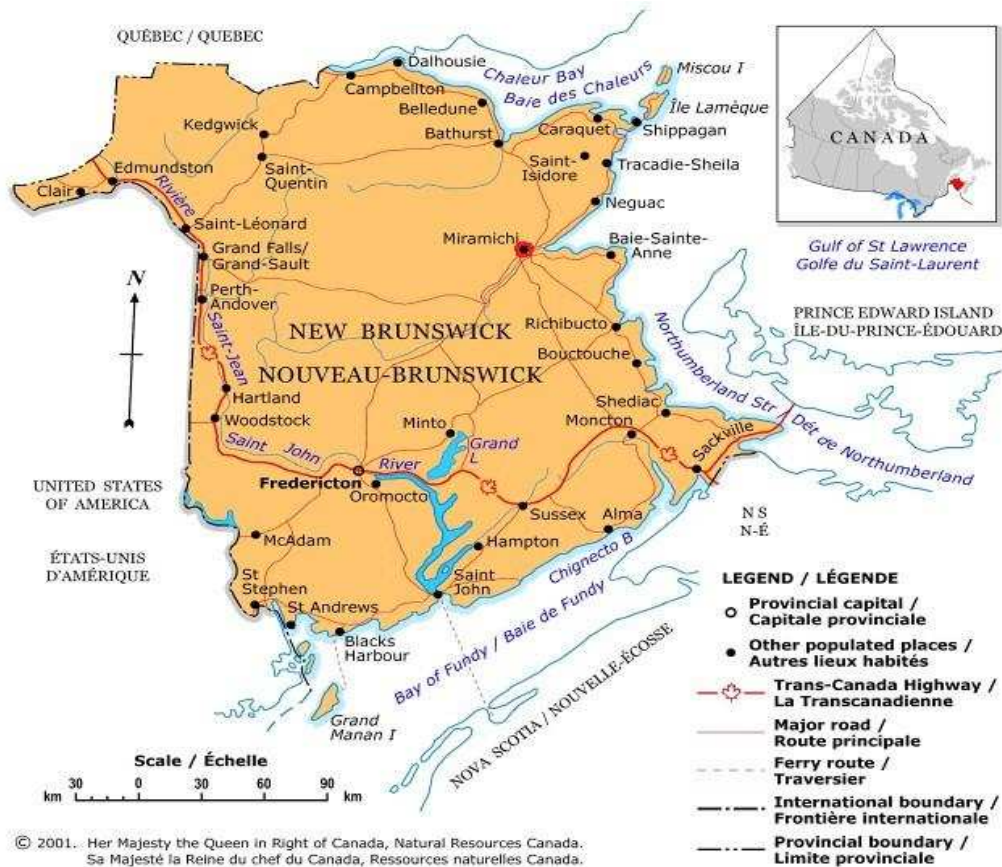 QUÉBEC / QUEBEC
Dalhousie
Campbellton
Chaleur Bay
Baie des Chaleurs
Miscou I
Île Lamèque
Belledune
Kedgwick
Bathurst
Caraquet
Shippagan
CANADA
Edmundston
Saint-
Quentin
Saint-
Isidore
Tracadie-Sheila
Clair
Rivière
Neguac
Saint-Léonard
Miramichi
Baie-Sainte-
Anne
Grand Falls/
Grand-Sault
Gulf of St Lawrence
Golfe du Saint-Laurent
N
Perth-
Andover
PRINCE EDWARD ISLAND
ÎLE-DU-PRINCE-ÉDOUARD
Saint-Jean
NEW BRUNSWICK
NOUVEAU-BRUNSWICK
Richibucto
Bouctouche
Northumberland Str / Dét de Northumberland
Hartland
Woodstock
Shediac
Moncton
Minto
Grand
L
Sackville
Saint John River
Fredericton
Oromocto
UNITED STATES
OF AMERICA
Sussex
Alma
N S
N-É
McAdam
Hampton
Chignecto B
ÉTATS-UNIS
D'AMÉRIQUE
St
Stephen
St Andrews
Saint
John
Blacks
Harbour
Bay of Fundy / Baie de Fundy
Grand
Manan I
NOVA SCOTIA / NOUVELLE-ÉCOSSE
LEGEND / LÉGENDE
Provincial capital /
Capitale provinciale
Other populated places /
Autres lieux habités
Trans-Canada Highway /
La Transcanadienne
Major road /
Route principale
Ferry route /
Traversier
International boundary /
Frontière internationale
Provincial boundary /
Limite provinciale
Scale / Échelle
30 0 30 60 90
km km
© 2001. Her Majesty the Queen in Right of Canada, Natural Resources Canada.
Sa Majesté la Reine du chef du Canada, Ressources naturelles Canada.